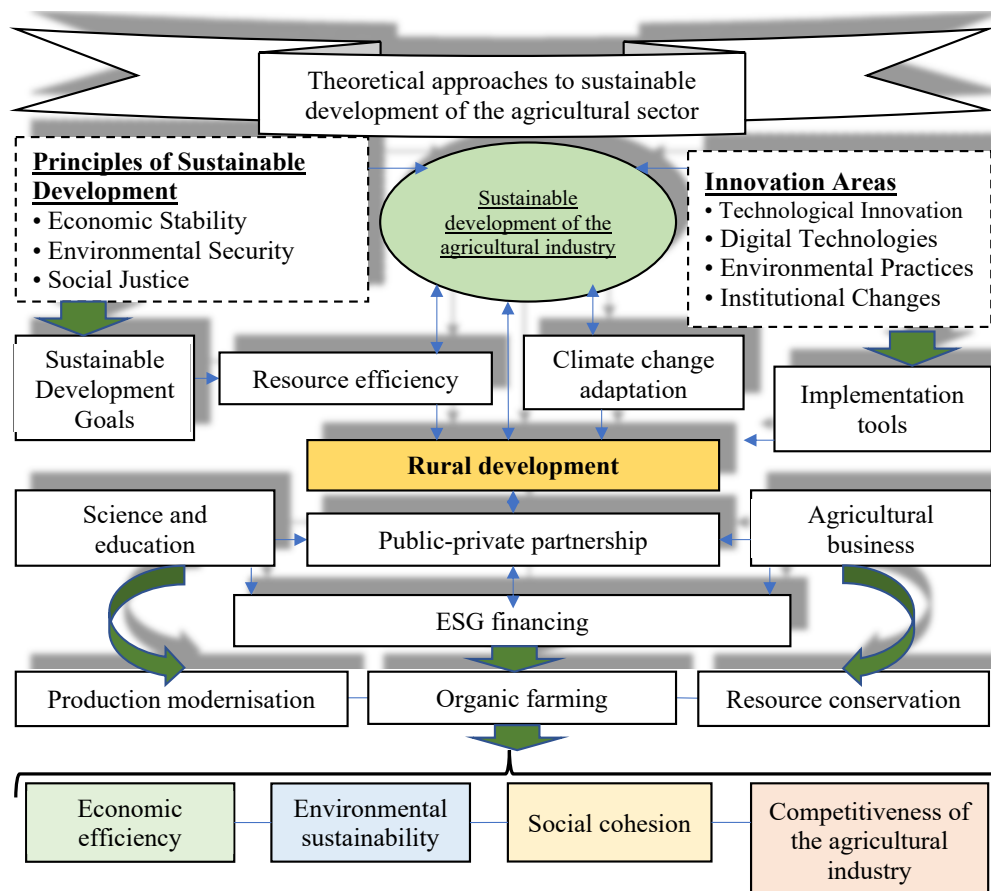 Theoretical approaches to sustainable
development of the agricultural sector
Principles of Sustainable
Development
• Economic Stability
• Environmental Security
• Social Justice
Sustainable
development of the
agricultural industry
Innovation Areas
• Technological Innovation
• Digital Technologies
• Environmental Practices
• Institutional Changes
Sustainable
Development
Goals
Resource efficiency
Climate change
adaptation
Implementation
tools
Rural development
Science and
education
Public-private partnership
Agricultural
business
ESG financing
Production modernisation
Organic farming
Resource conservation
Economic
efficiency
Environmental
sustainability
Social cohesion
Competitiveness of
the agricultural
industry